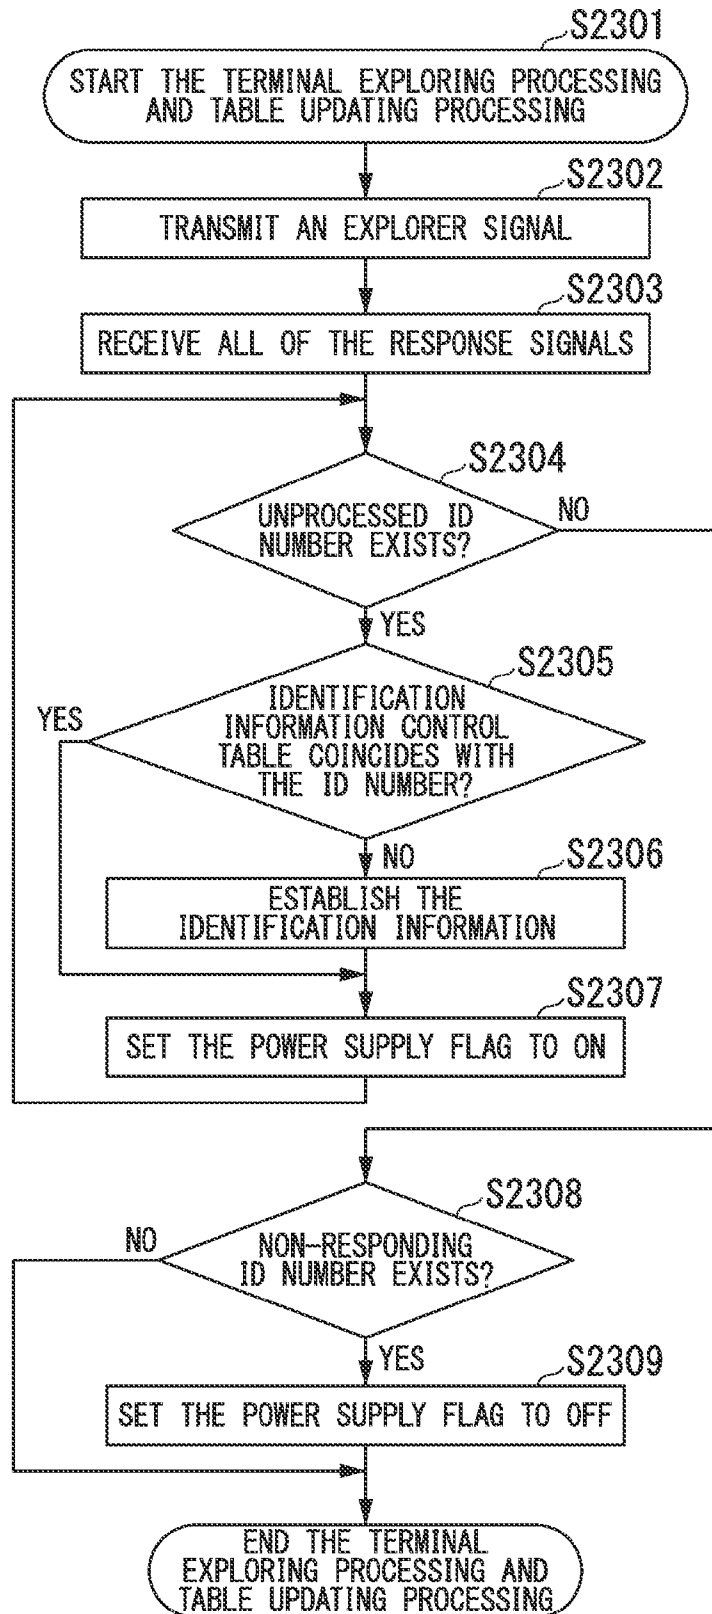 S2301
START THE TERMINAL EXPLORING PROCESSING
AND TABLE UPDATING PROCESSING
S2302
TRANSMIT AN EXPLORER SIGNAL
S2303
RECEIVE ALL OF THE RESPONSE SIGNALS
S2304
UNPROCESSED ID
NUMBER EXISTS?
NO
YES
S2305
IDENTIFICATION
INFORMATION CONTROL
TABLE COINCIDES WITH
THE ID NUMBER?
YES
NO
S2306
ESTABLISH THE
IDENTIFICATION INFORMATION
S2307
SET THE POWER SUPPLY FLAG TO ON
S2308
NON-RESPONDING
ID NUMBER EXISTS?
NO
YES
S2309
SET THE POWER SUPPLY FLAG TO OFF
END THE TERMINAL
EXPLORING PROCESSING AND
TABLE UPDATING PROCESSING